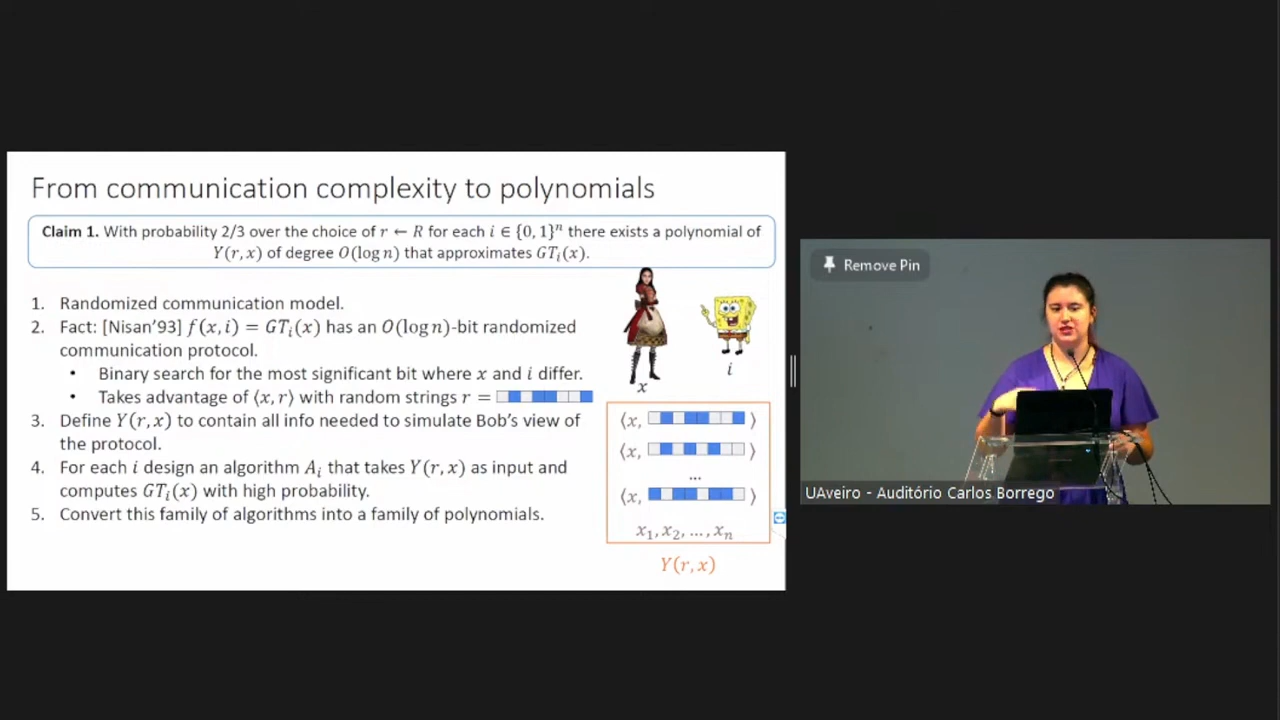 From communication complexity to polynomials
Claim 1. With probability 2/3 over the choice of r ← R for each i ∈ {0, 1}ⁿ there exists a polynomial of
Y(r, x) of degree O(log n) that approximates GTᵢ(x).
1. Randomized communication model.
2. Fact: [Nisan'93] f(x, i) = GTᵢ(x) has an O(log n)-bit randomized
communication protocol.
• Binary search for the most significant bit where x and i differ.
• Takes advantage of ⟨x, r⟩ with random strings r =
3. Define Y(r, x) to contain all info needed to simulate Bob's view of
the protocol.
4. For each i design an algorithm Aᵢ that takes Y(r, x) as input and
computes GTᵢ(x) with high probability.
5. Convert this family of algorithms into a family of polynomials.
x
i
⟨x, ⟩
⟨x, ⟩
...
⟨x, ⟩
x₁, x₂, ..., xₙ
Y(r, x)
Remove Pin
UAveiro - Auditório Carlos Borrego